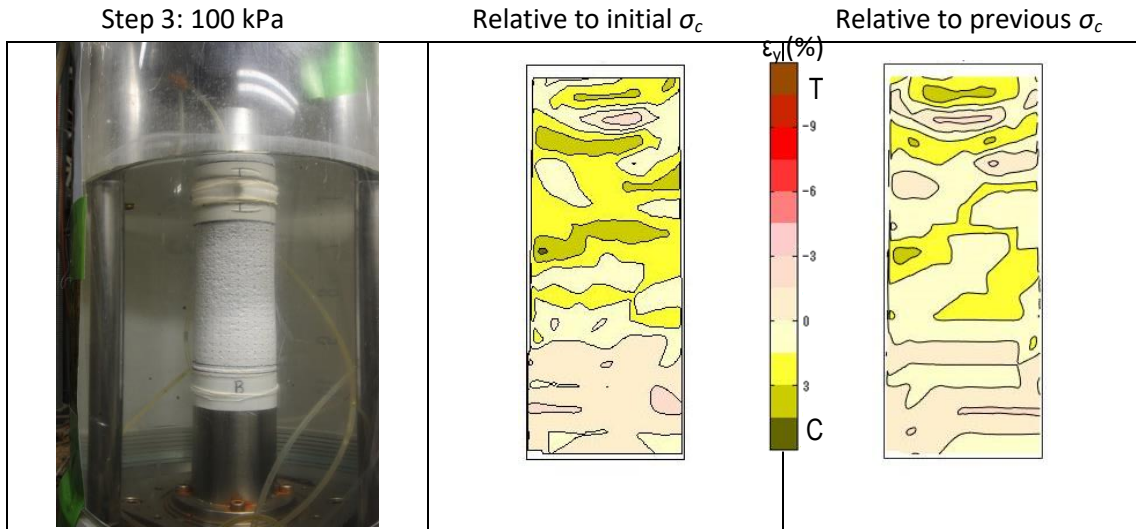 Step 3: 100 kPa
Relative to initial σc
Relative to previous σc
εy (%)
T
-9
-6
-3
0
3
C
B